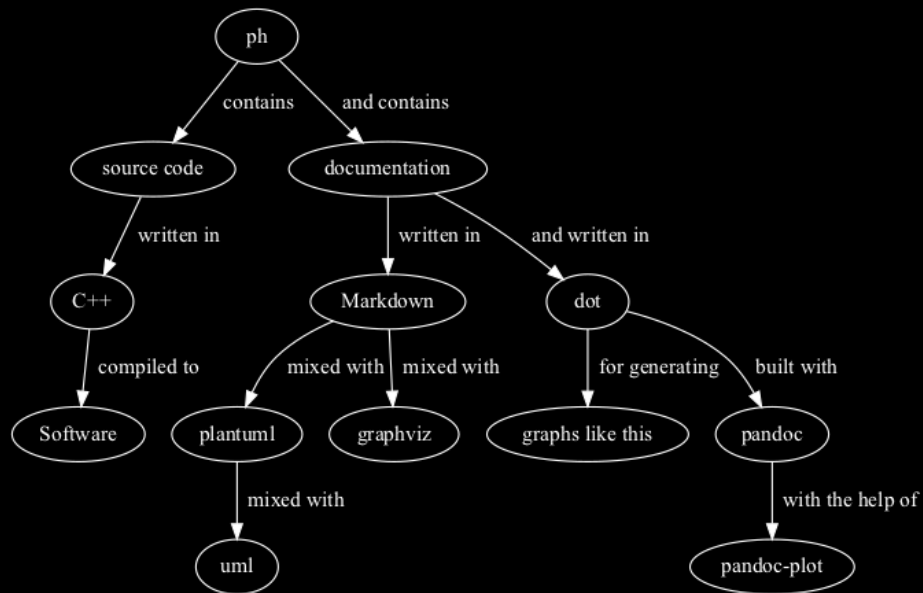 ph
contains
and contains
source code
documentation
written in
written in
and written in
C++
Markdown
dot
compiled to
mixed with
mixed with
for generating
built with
Software
plantuml
graphviz
graphs like this
pandoc
mixed with
with the help of
uml
pandoc-plot